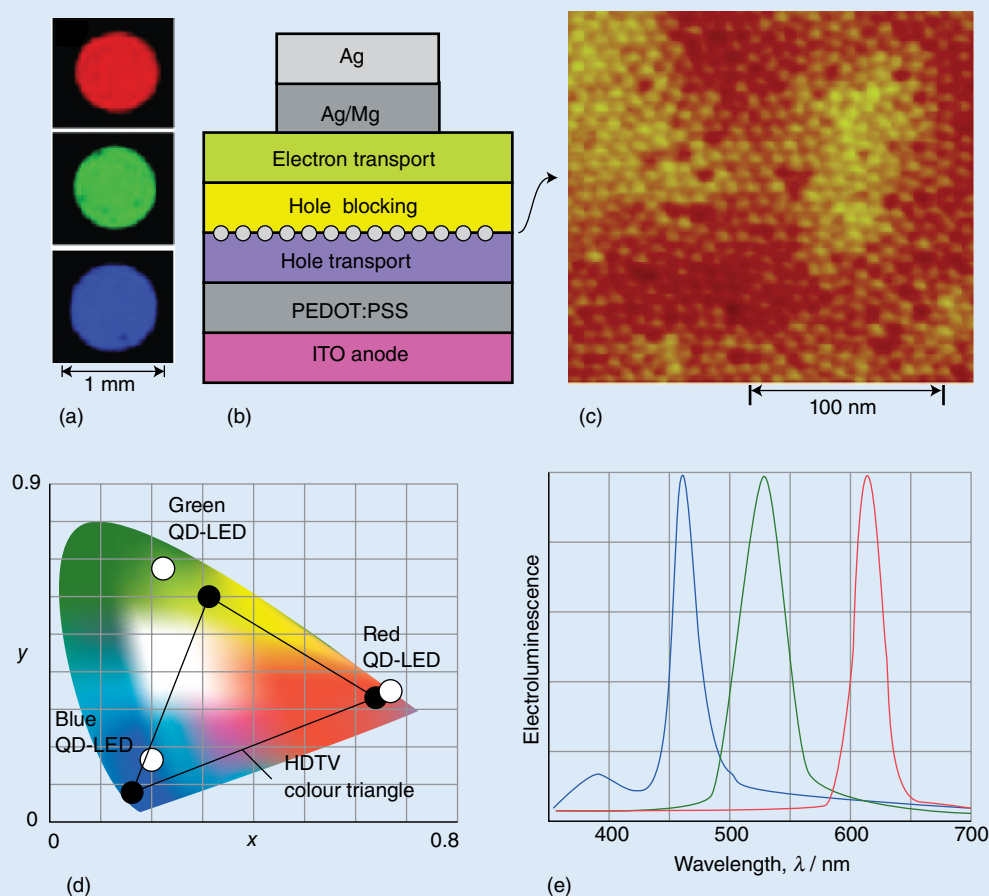 1 mm
(a)
Ag
Ag/Mg
Electron transport
Hole blocking
Hole transport
PEDOT:PSS
ITO anode
(b)
100 nm
(c)
0.9
y
0
0
x
0.8
Green
QD-LED
Red
QD-LED
Blue
QD-LED
HDTV
colour triangle
(d)
Electroluminescence
400
500
600
700
Wavelength, λ / nm
(e)